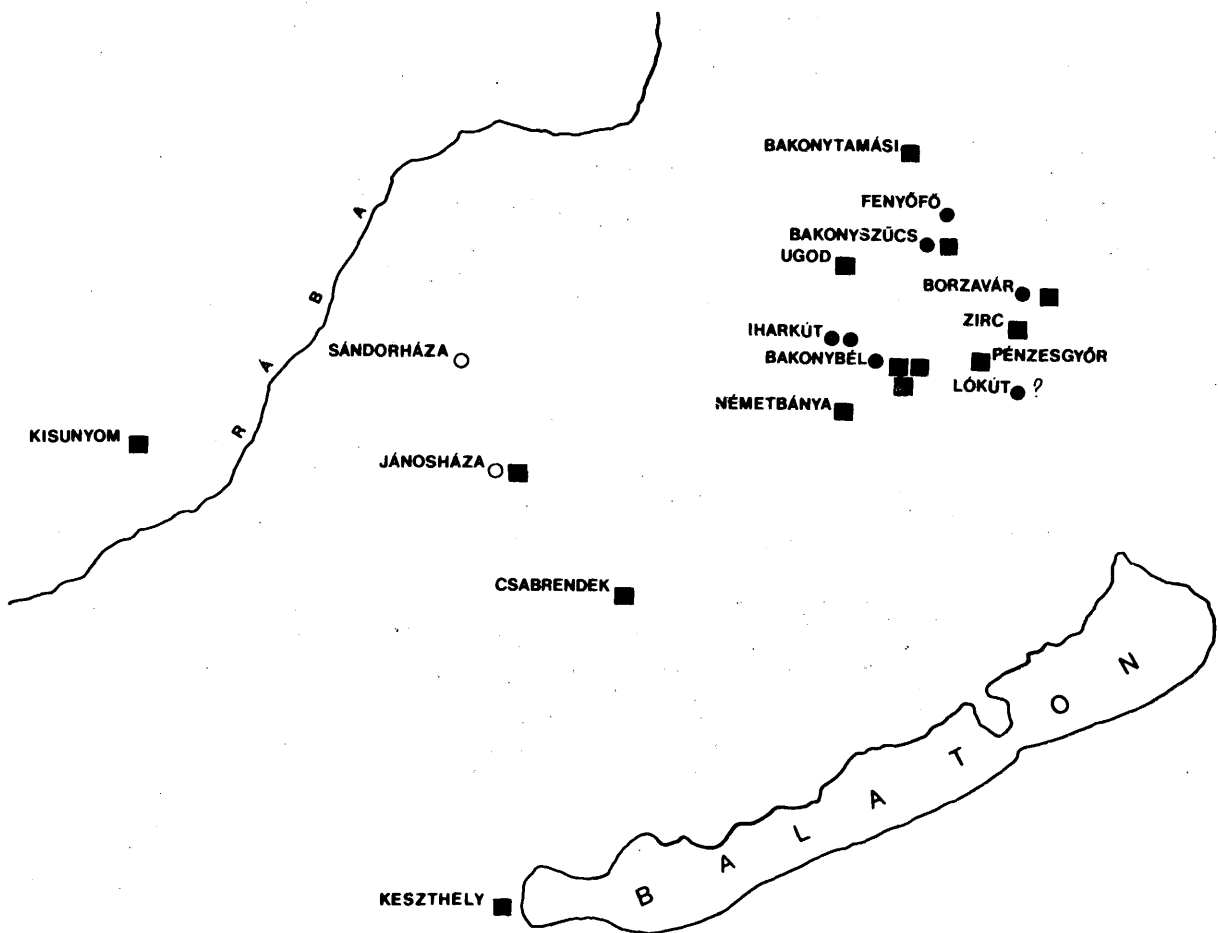 BAKONYTAMÁSI
FENYŐFŐ
BAKONYSZŰCS
UGOD
BORZAVÁR
ZIRC
IHARKÚT
BAKONYBÉL
PÉNZESGYŐR
LÓKÚT ?
NÉMETBÁNYA
RÁBA
SÁNDORHÁZA
KISUNYOM
JÁNOSHÁZA
CSABRENDEK
BALATON
KESZTHELY